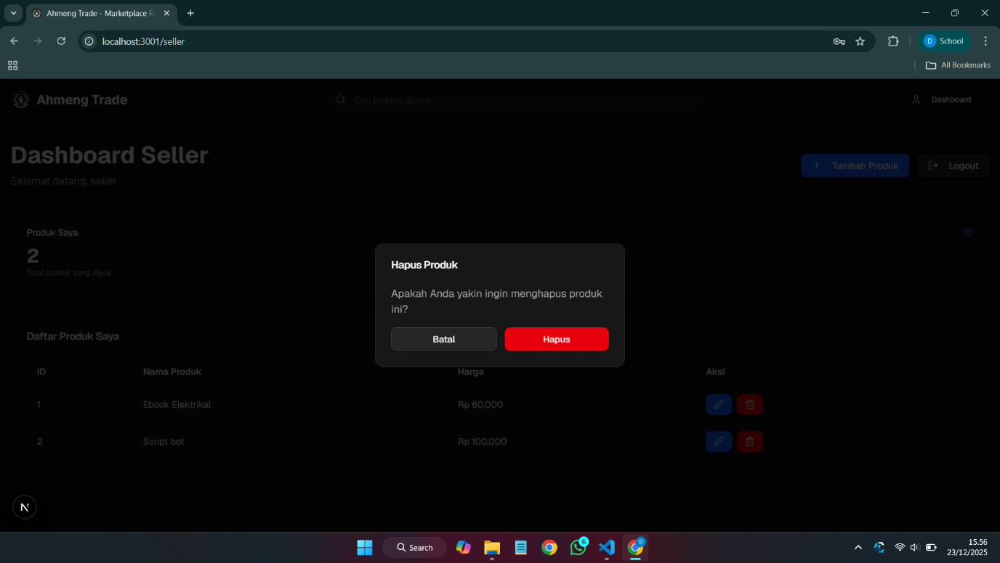 Ahmeng Trade - Marketplace Fi
localhost:3001/seller
D School
All Bookmarks
Ahmeng Trade
Cari produk digital...
Dashboard
Dashboard Seller
Selamat datang, seller
Tambah Produk
Logout
Produk Saya
2
Total produk yang dijual
Hapus Produk
Apakah Anda yakin ingin menghapus produk
ini?
Batal
Hapus
Daftar Produk Saya
ID Nama Produk Harga Aksi
1 Ebook Elektrikal Rp 60.000
2 Script bot Rp 100.000
N
Search
6
D
15.56
23/12/2025